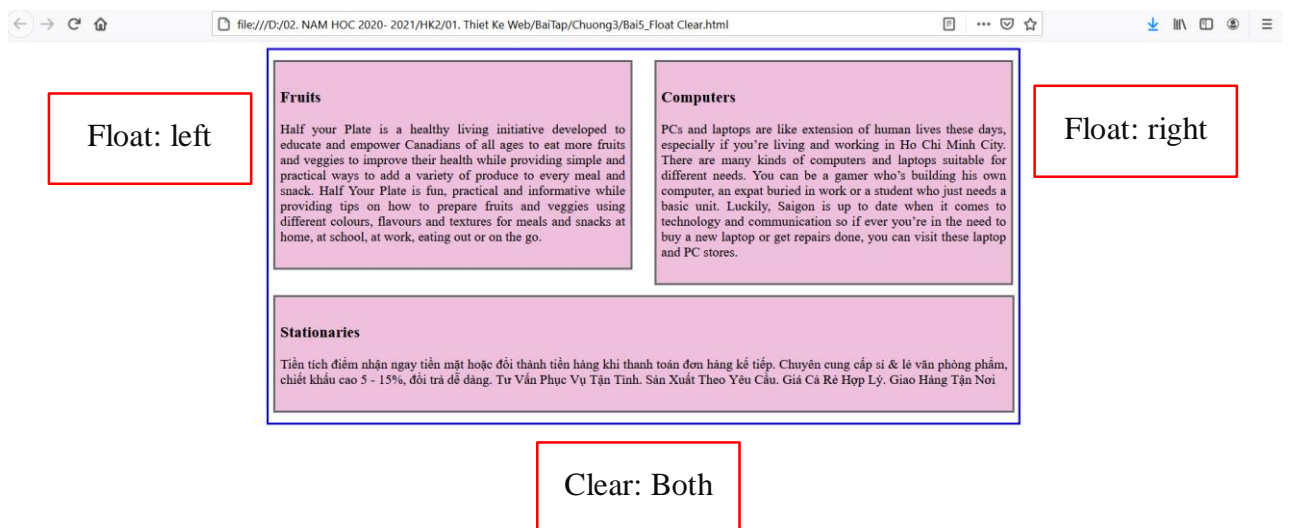 file:///D:/02. NAM HOC 2020- 2021/HK2/01. Thiet Ke Web/BaiTap/Chuong3/Bai5_Float Clear.html
Float: left
Fruits
Half your Plate is a healthy living initiative developed to
educate and empower Canadians of all ages to eat more fruits
and veggies to improve their health while providing simple and
practical ways to add a variety of produce to every meal and
snack. Half Your Plate is fun, practical and informative while
providing tips on how to prepare fruits and veggies using
different colours, flavours and textures for meals and snacks at
home, at school, at work, eating out or on the go.
Computers
PCs and laptops are like extension of human lives these days,
especially if you’re living and working in Ho Chi Minh City.
There are many kinds of computers and laptops suitable for
different needs. You can be a gamer who’s building his own
computer, an expat buried in work or a student who just needs a
basic unit. Luckily, Saigon is up to date when it comes to
technology and communication so if ever you’re in the need to
buy a new laptop or get repairs done, you can visit these laptop
and PC stores.
Float: right
Stationaries
Tiền tích điểm nhận ngay tiền mặt hoặc đổi thành tiền hàng khi thanh toán đơn hàng kế tiếp. Chuyên cung cấp sỉ & lẻ văn phòng phẩm,
chiết khấu cao 5 - 15%, đổi trả dễ dàng. Tư Vấn Phục Vụ Tận Tình. Sản Xuất Theo Yêu Cầu. Giá Cả Rẻ Hợp Lý. Giao Hàng Tận Nơi
Clear: Both